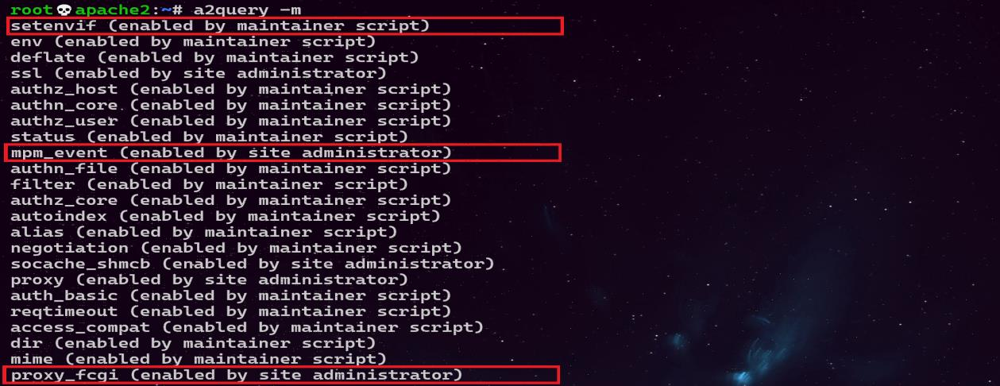 root💀apache2:~# a2query -m
setenvif (enabled by maintainer script)
env (enabled by maintainer script)
deflate (enabled by maintainer script)
ssl (enabled by site administrator)
authz_host (enabled by maintainer script)
authn_core (enabled by maintainer script)
authz_user (enabled by maintainer script)
status (enabled by maintainer script)
mpm_event (enabled by site administrator)
authn_file (enabled by maintainer script)
filter (enabled by maintainer script)
authz_core (enabled by maintainer script)
autoindex (enabled by maintainer script)
alias (enabled by maintainer script)
negotiation (enabled by maintainer script)
socache_shmcb (enabled by site administrator)
proxy (enabled by site administrator)
auth_basic (enabled by maintainer script)
reqtimeout (enabled by maintainer script)
access_compat (enabled by maintainer script)
dir (enabled by maintainer script)
mime (enabled by maintainer script)
proxy_fcgi (enabled by site administrator)